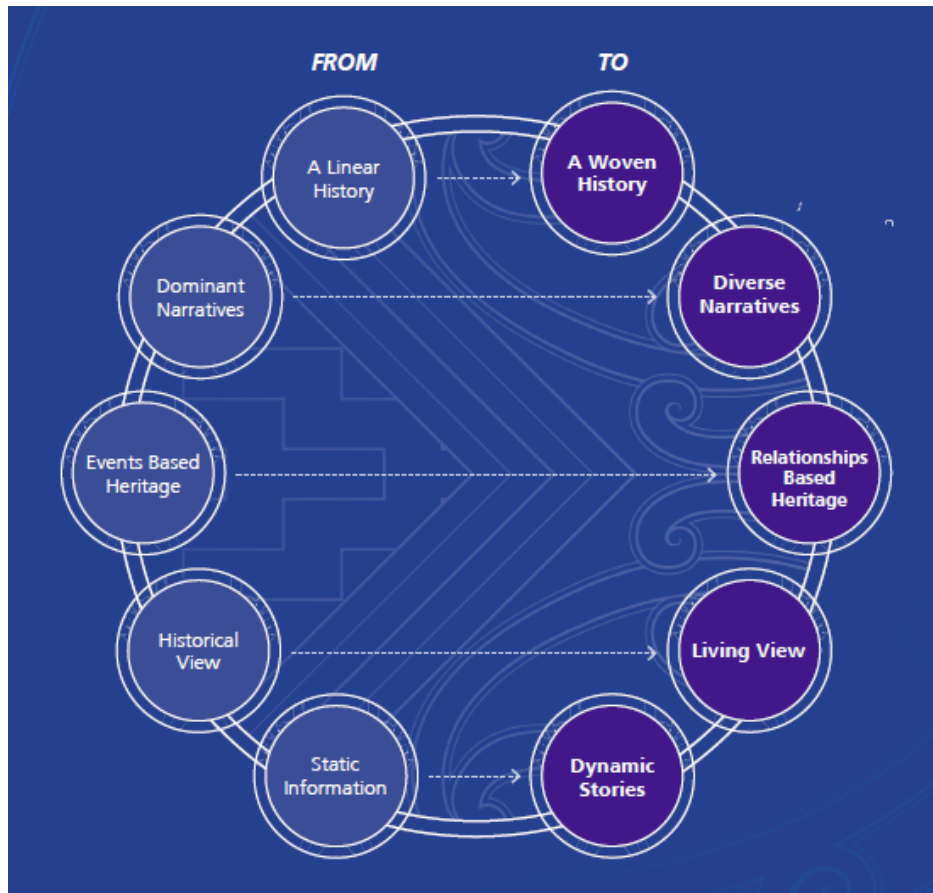 FROM
TO
A Linear
History
A Woven
History
Dominant
Narratives
Diverse
Narratives
Events Based
Heritage
Relationships
Based
Heritage
Historical
View
Living View
Static
Information
Dynamic
Stories